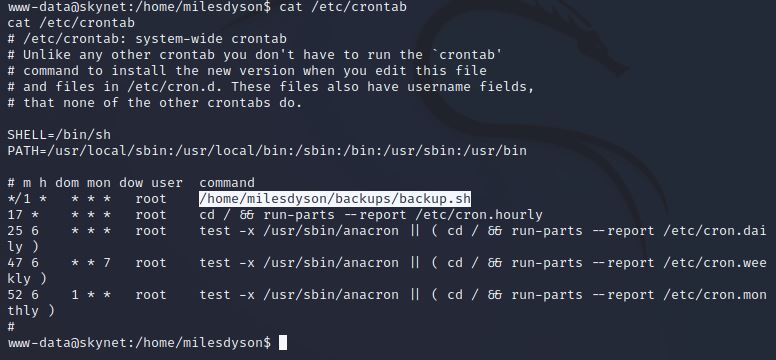 www-data@skynet:/home/milesdyson$ cat /etc/crontab
cat /etc/crontab
# /etc/crontab: system-wide crontab
# Unlike any other crontab you don't have to run the `crontab'
# command to install the new version when you edit this file
# and files in /etc/cron.d. These files also have username fields,
# that none of the other crontabs do.

SHELL=/bin/sh
PATH=/usr/local/sbin:/usr/local/bin:/sbin:/bin:/usr/sbin:/usr/bin

# m h dom mon dow user  command
*/1 *   * * *   root    /home/milesdyson/backups/backup.sh
17 *    * * *   root    cd / && run-parts --report /etc/cron.hourly
25 6    * * *   root    test -x /usr/sbin/anacron || ( cd / && run-parts --report /etc/cron.dai
ly )
47 6    * * 7   root    test -x /usr/sbin/anacron || ( cd / && run-parts --report /etc/cron.wee
kly )
52 6    1 * *   root    test -x /usr/sbin/anacron || ( cd / && run-parts --report /etc/cron.mon
thly )
#
www-data@skynet:/home/milesdyson$